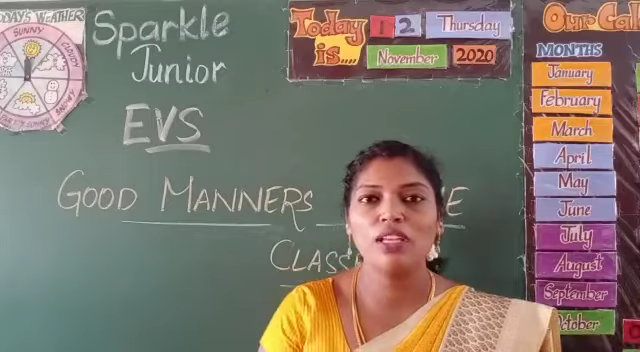 TODAY'S WEATHER
SUNNY
CLOUDY
Sparkle
Junior
EVS
GOOD MANNERS
CLASS
Today
is....
12 Thursday
November 2020
Our
MONTHS
January
February
March
April
May
June
July
August
September
October